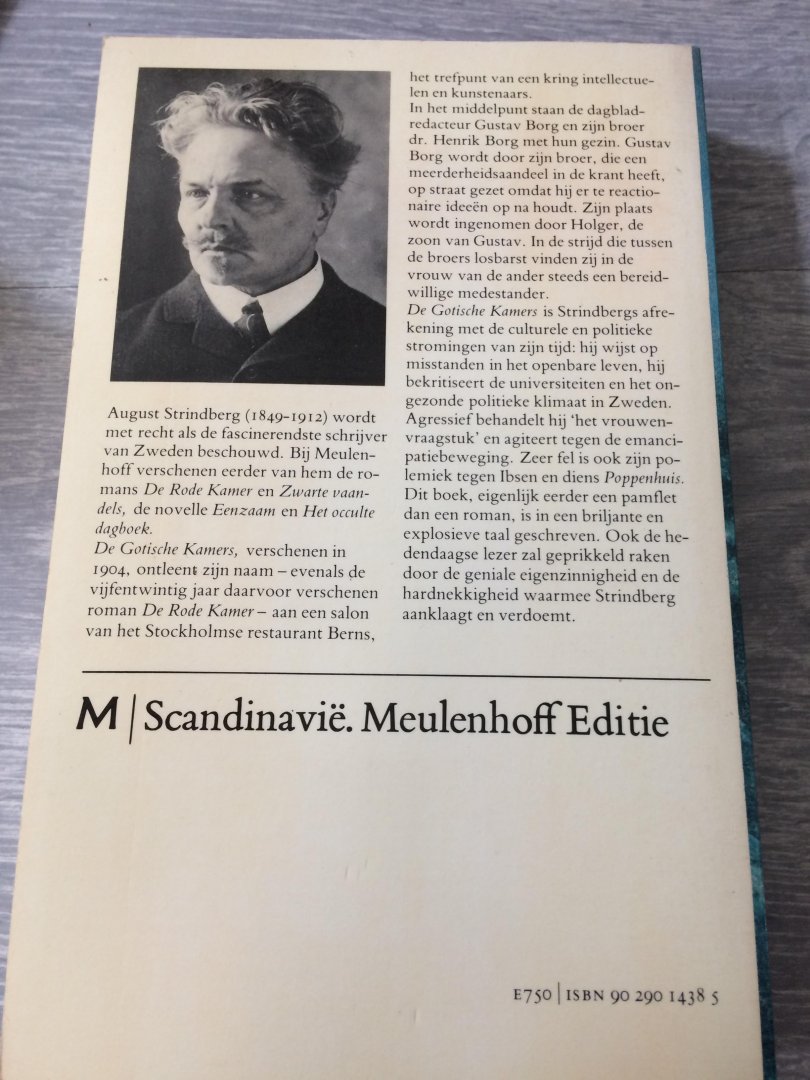 August Strindberg (1849-1912) wordt
met recht als de fascinerendste schrijver
van Zweden beschouwd. Bij Meulen-
hoff verschenen eerder van hem de ro-
mans De Rode Kamer en Zwarte vaan-
dels, de novelle Eenzaam en Het occulte
dagboek.
De Gotische Kamers, verschenen in
1904, ontleent zijn naam – evenals de
vijfentwintig jaar daarvoor verschenen
roman De Rode Kamer – aan een salon
van het Stockholmse restaurant Berns,
het trefpunt van een kring intellectue-
len en kunstenaars.
In het middelpunt staan de dagblad-
redacteur Gustav Borg en zijn broer
dr. Henrik Borg met hun gezin. Gustav
Borg wordt door zijn broer, die een
meerderheidsaandeel in de krant heeft,
op straat gezet omdat hij er te reactio-
naire ideeën op na houdt. Zijn plaats
wordt ingenomen door Holger, de
zoon van Gustav. In de strijd die tussen
de broers losbarst vinden zij in de
vrouw van de ander steeds een bereid-
willige medestander.
De Gotische Kamers is Strindbergs afre-
kening met de culturele en politieke
stromingen van zijn tijd: hij wijst op
misstanden in het openbare leven, hij
bekritiseert de universiteiten en het on-
gezonde politieke klimaat in Zweden.
Agressief behandelt hij ‘het vrouwen-
vraagstuk’ en agiteert tegen de emanci-
patiebeweging. Zeer fel is ook zijn po-
lemiek tegen Ibsen en diens Poppenhuis.
Dit boek, eigenlijk eerder een pamflet
dan een roman, is in een briljante en
explosieve taal geschreven. Ook de he-
dendaagse lezer zal geprikkeld raken
door de geniale eigenzinnigheid en de
hardnekkigheid waarmee Strindberg
aanklaagt en verdoemt.
M | Scandinavië. Meulenhoff Editie
E750 | ISBN 90 290 1438 5